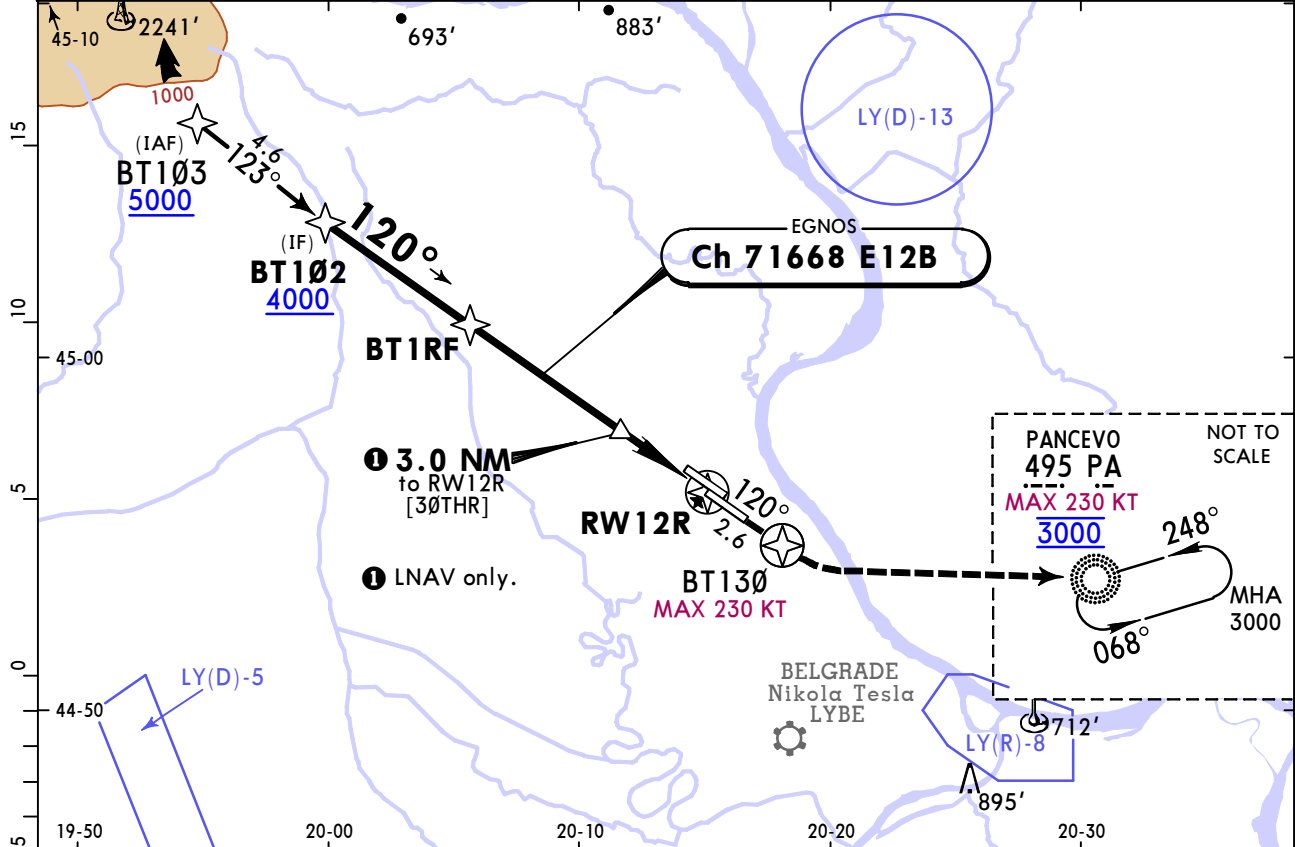 45-10
2241'
693'
883'
1000
15
LY(D)-13
(IAF)
BT1Ø3
5000
4.6
123°
120°
EGNOS
Ch 71668 E12B
(IF)
BT1Ø2
4000
10
45-00
BT1RF
1 3.0 NM
to RW12R
[3ØTHR]
PANCEVO
495 PA
MAX 230 KT
3000
NOT TO
SCALE
248°
5
120°
RW12R
2.6
1 LNAV only.
BT13Ø
MAX 230 KT
MHA
3000
068°
0
LY(D)-5
BELGRADE
Nikola Tesla
LYBE
44-50
712'
LY(R)-8
895'
5
19-50
20-00
20-10
20-20
20-30